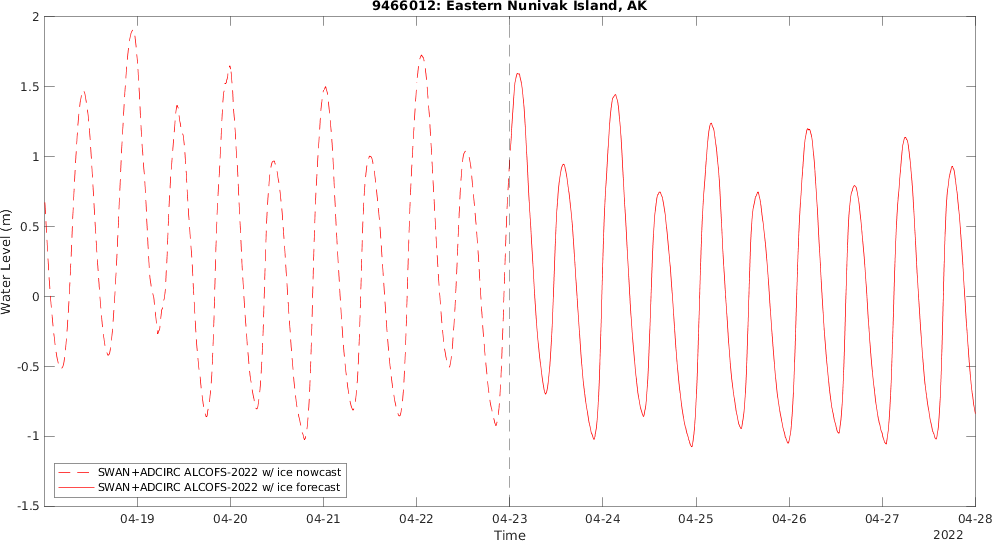 9466012: Eastern Nunivak Island, AK
Water Level (m)
2
1.5
1
0.5
0
-0.5
-1
-1.5
SWAN+ADCIRC ALCOFS-2022 w/ ice nowcast
SWAN+ADCIRC ALCOFS-2022 w/ ice forecast
04-19 04-20 04-21 04-22 04-23 04-24 04-25 04-26 04-27 04-28
Time
2022